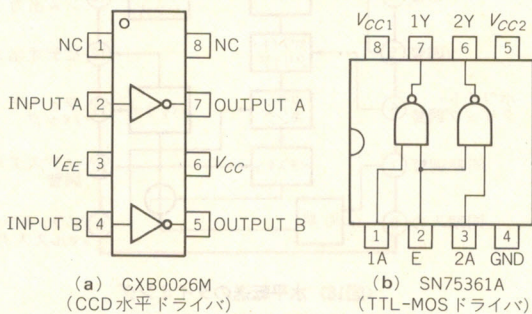 NC 1 8 NC
INPUT A 2 7 OUTPUT A
VEE 3 6 VCC
INPUT B 4 5 OUTPUT B
(a) CXB0026M
(CCD水平ドライバ)
VCC1 1Y 2Y VCC2
8 7 6 5
1 2 3 4
1A E 2A GND
(b) SN75361A
(TTL-MOSドライバ)